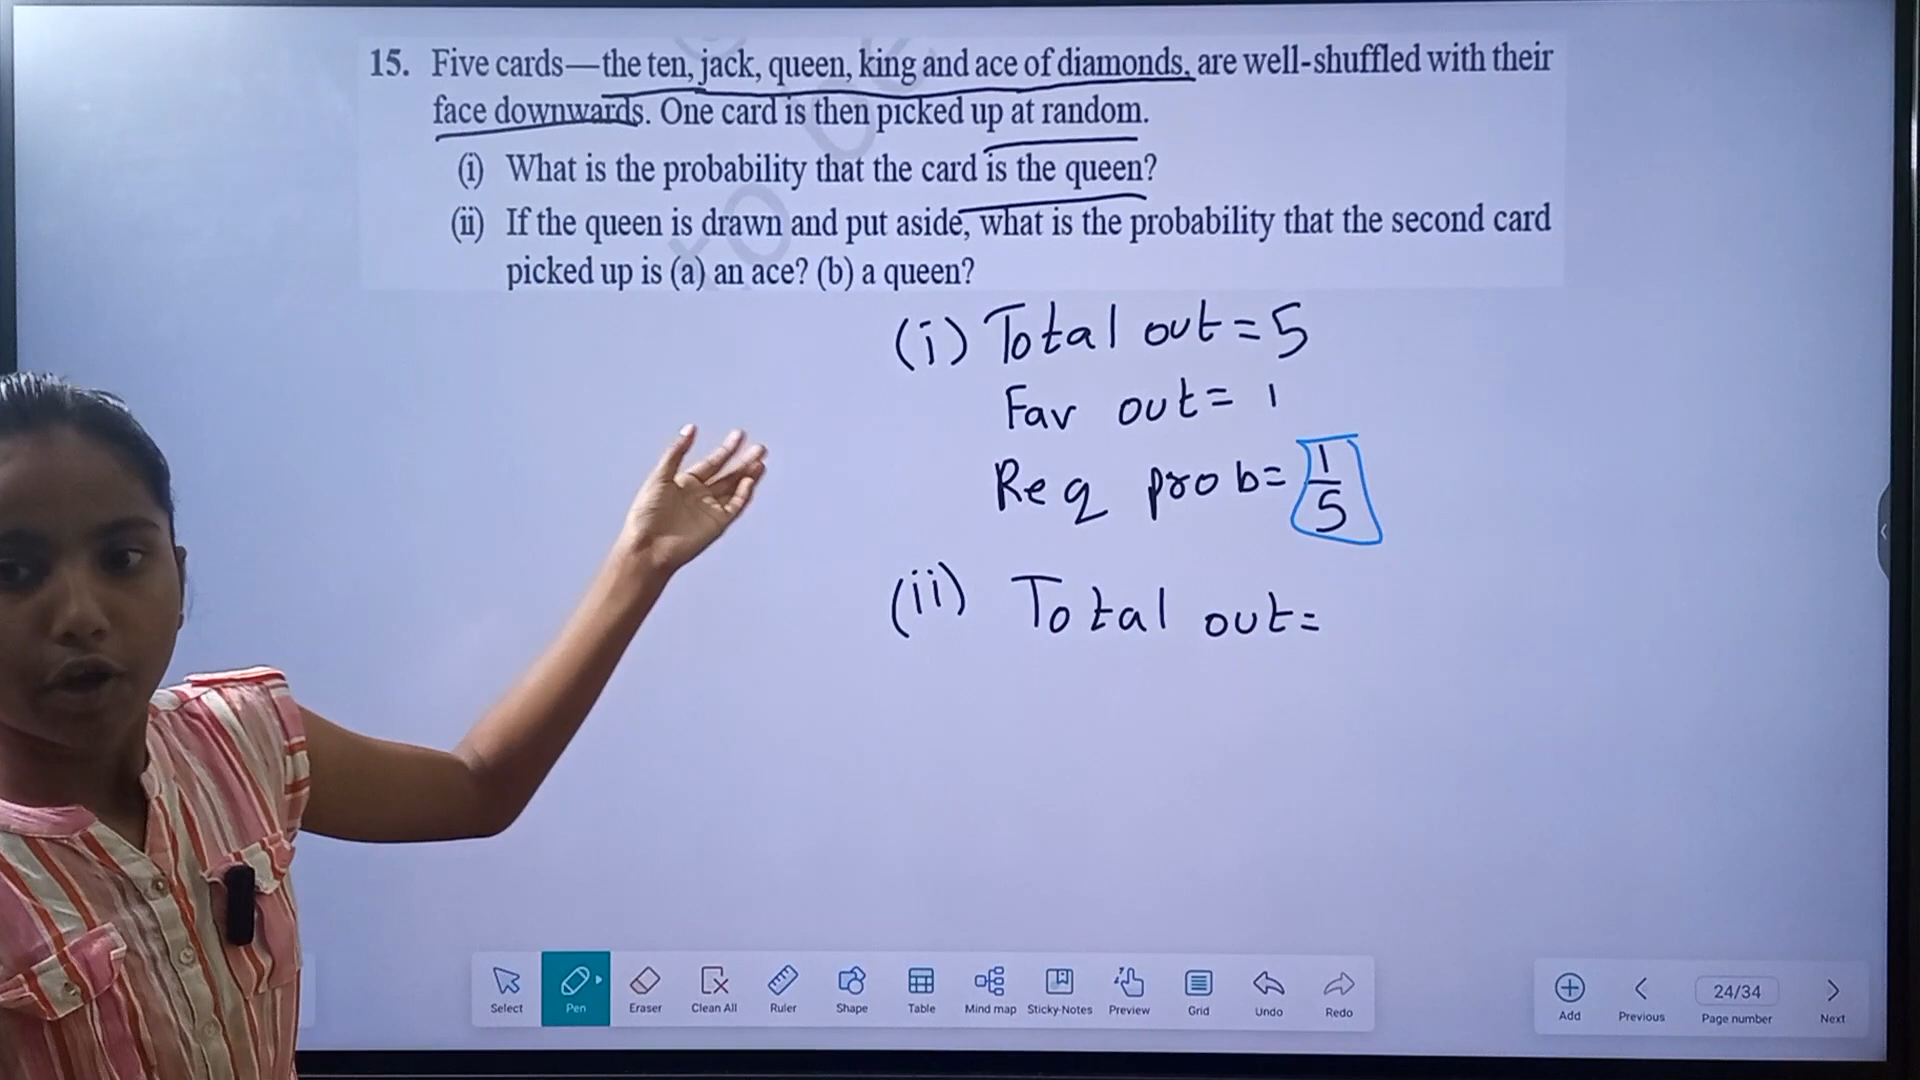 15. Five cards—the ten, jack, queen, king and ace of diamonds, are well-shuffled with their
face downwards. One card is then picked up at random.
(i) What is the probability that the card is the queen?
(ii) If the queen is drawn and put aside, what is the probability that the second card
picked up is (a) an ace? (b) a queen?
(i) Total out = 5
Fav out = 1
Req prob = 1/5
(ii) Total out =
Select Pen Eraser Clean All Ruler Shape Table Mind map Sticky-Notes Preview Grid Undo Redo
24/34
Add Previous Page number Next